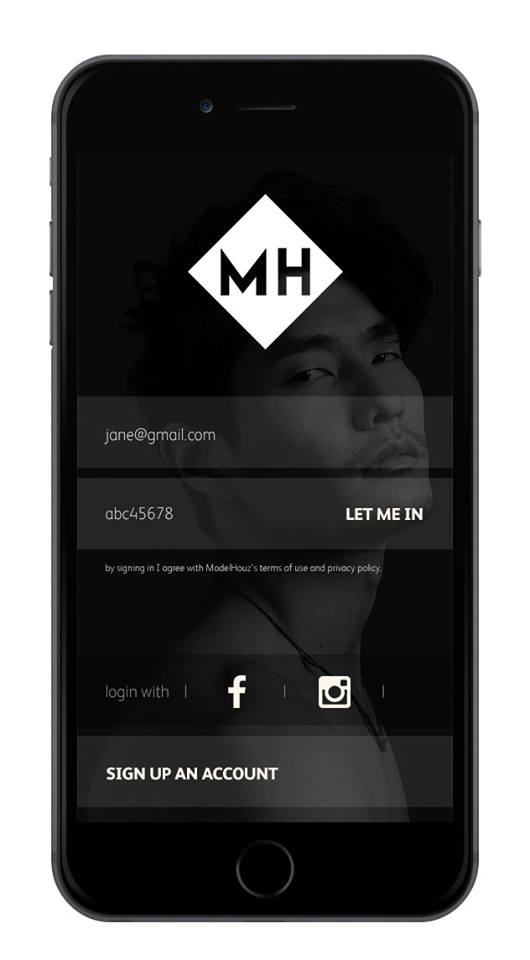 MH
jane@gmail.com
abc45678 LET ME IN
by signing in I agree with ModelHouz's terms of use and privacy policy.
login with | f | |
SIGN UP AN ACCOUNT